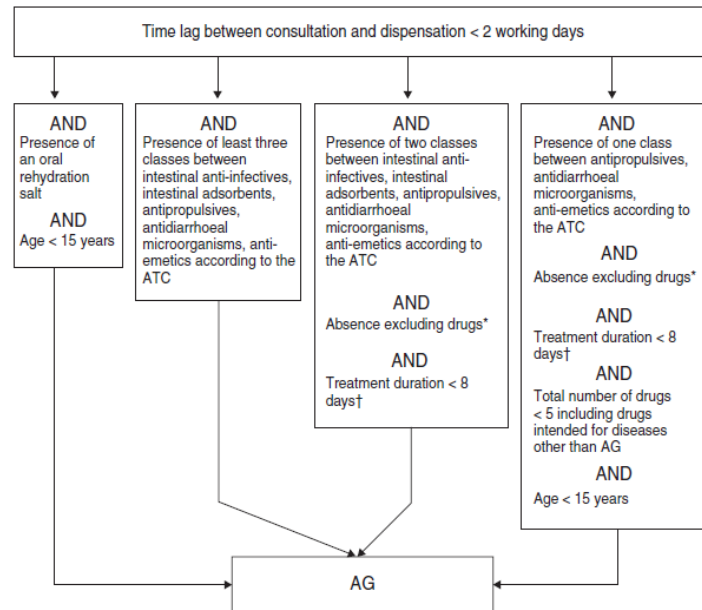 Time lag between consultation and dispensation < 2 working days
AND
Presence of
an oral
rehydration
salt
AND
Age < 15 years
AND
Presence of least three
classes between
intestinal anti-infectives,
intestinal adsorbents,
antipropulsives,
antidiarrhoeal
microorganisms, anti-
emetics according to the
ATC
AND
Presence of two classes
between intestinal anti-
infectives, intestinal
adsorbents, antipropulsives,
antidiarrhoeal
microorganisms,
anti-emetics according to
the ATC
AND
Absence excluding drugs*
AND
Treatment duration < 8
days†
AND
Presence of one class
between antipropulsives,
antidiarrhoeal
microorganisms,
anti-emetics according to
the ATC
AND
Absence excluding drugs*
AND
Treatment duration < 8
days†
AND
Total number of drugs
< 5 including drugs
intended for diseases
other than AG
AND
Age < 15 years
AG